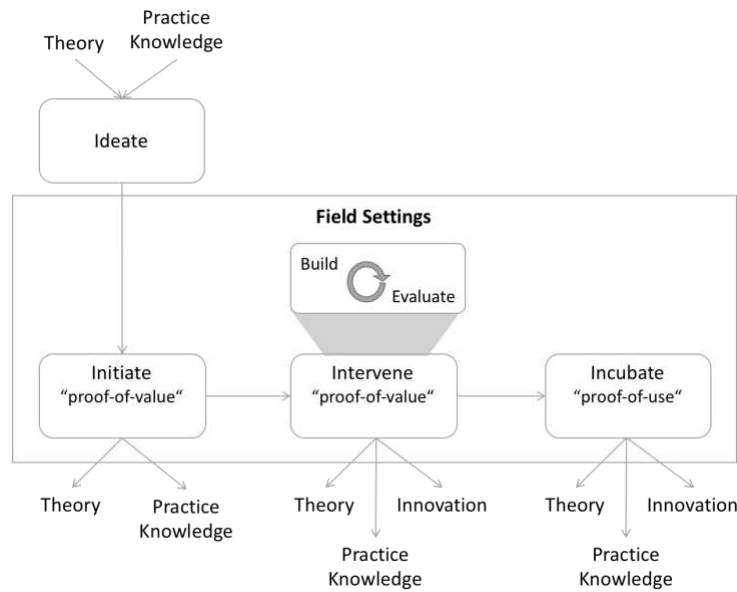 Theory
Practice
Knowledge
Ideate
Field Settings
Build
Evaluate
Initiate
“proof-of-value“
Intervene
“proof-of-value“
Incubate
“proof-of-use“
Theory
Practice
Knowledge
Theory
Innovation
Practice
Knowledge
Theory
Innovation
Practice
Knowledge